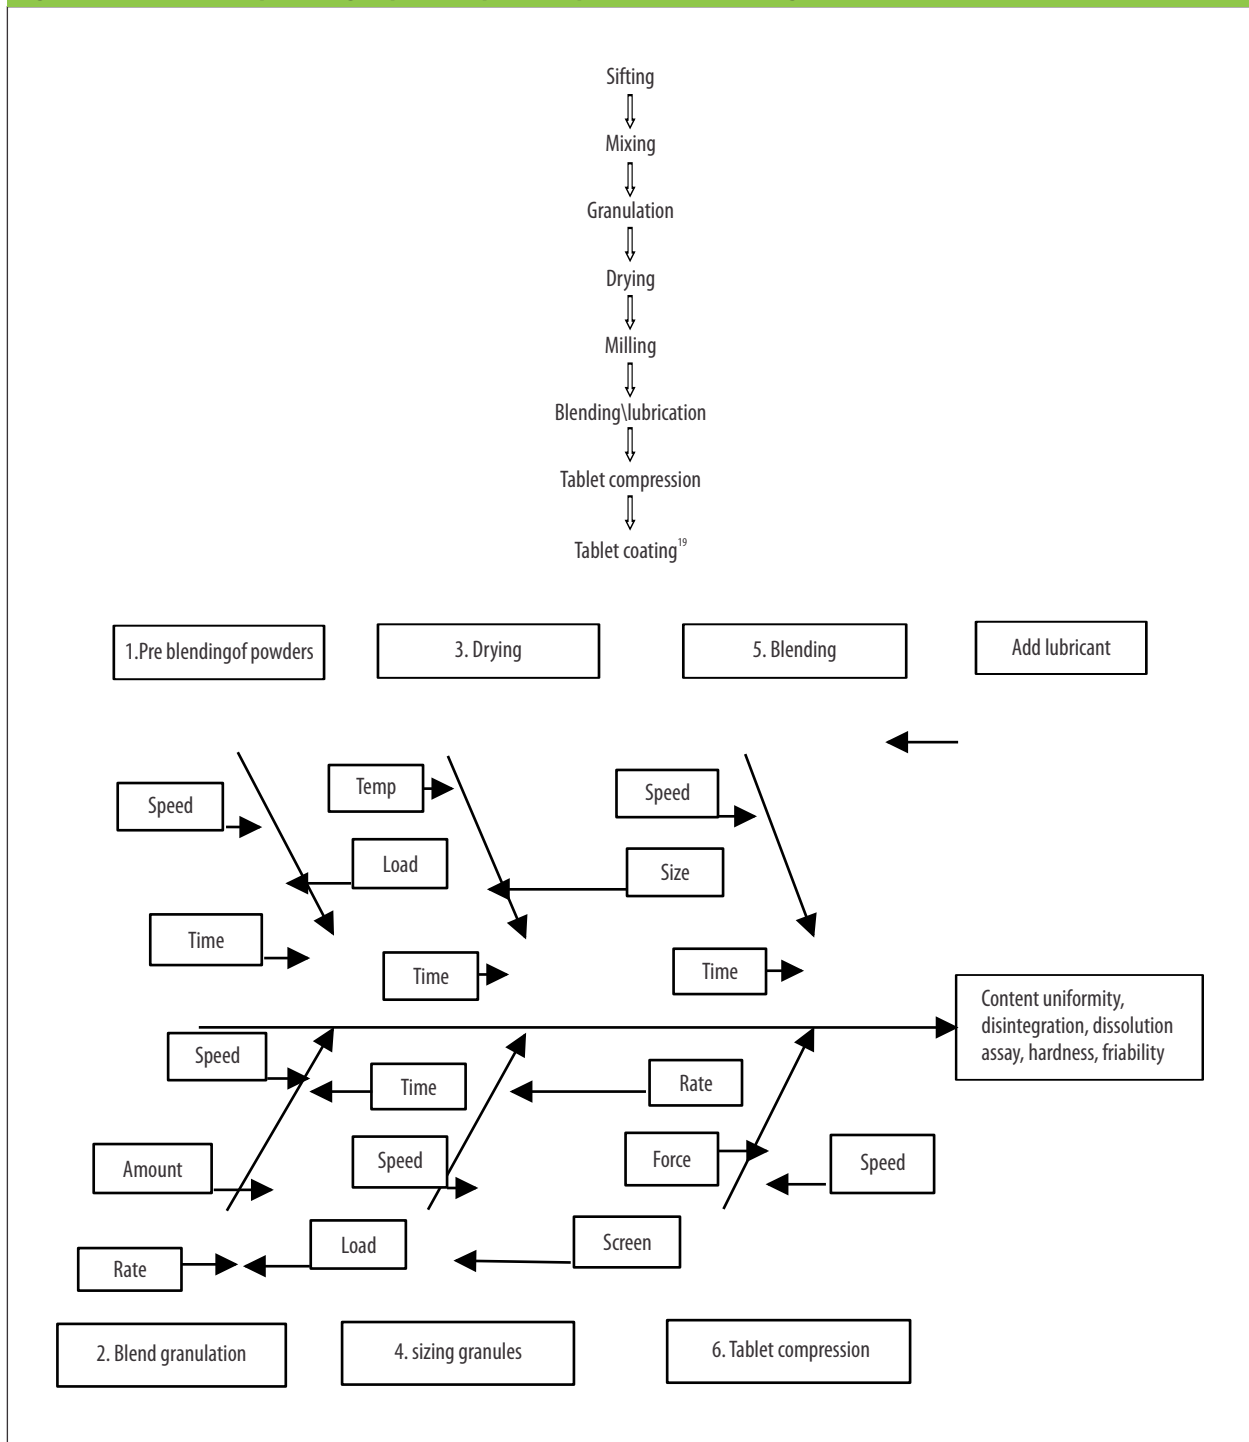 Sifting
Mixing
Granulation
Drying
Milling
Blending\lubrication
Tablet compression
Tablet coating19
1.Pre blendingof powders
3. Drying
5. Blending
Add lubricant
Speed
Temp
Speed
Load
Size
Time
Time
Time
Content uniformity,
disintegration, dissolution
assay, hardness, friability
Speed
Time
Rate
Amount
Speed
Force
Speed
Rate
Load
Screen
2. Blend granulation
4. sizing granules
6. Tablet compression